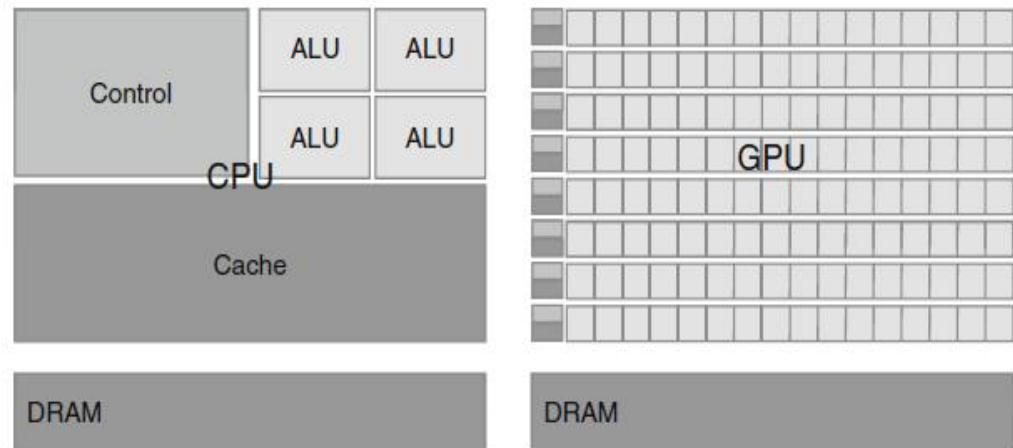 ALU ALU
Control
ALU ALU
CPU
Cache
DRAM
GPU
DRAM